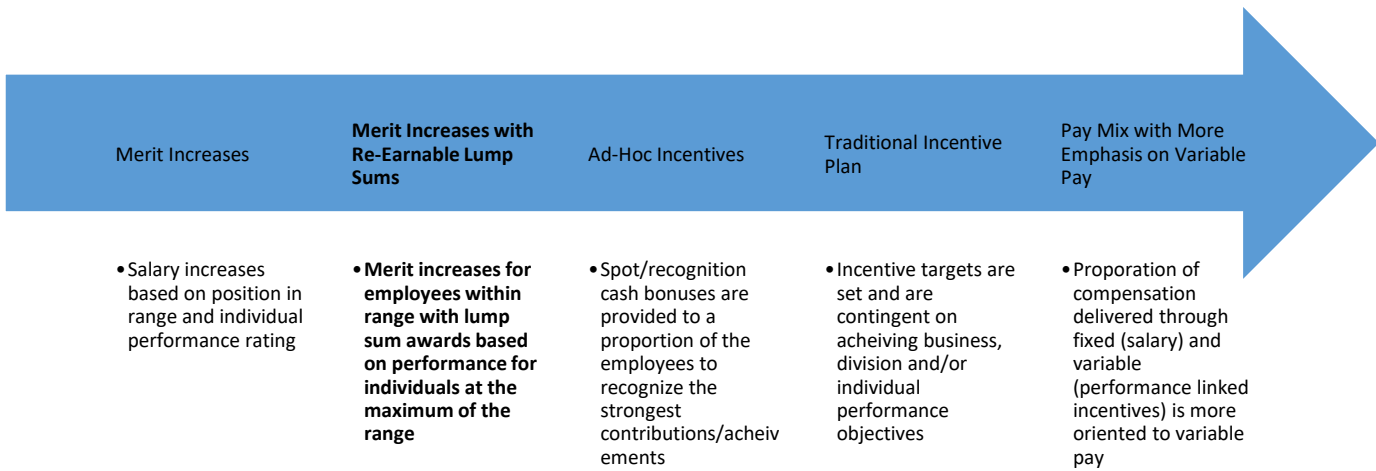 Merit Increases
Merit Increases with
Re-Earnable Lump
Sums
Ad-Hoc Incentives
Traditional Incentive
Plan
Pay Mix with More
Emphasis on Variable
Pay
•Salary increases
based on position in
range and individual
performance rating
•Merit increases for
employees within
range with lump
sum awards based
on performance for
individuals at the
maximum of the
range
•Spot/recognition
cash bonuses are
provided to a
proportion of the
employees to
recognize the
strongest
contributions/acheiv
ements
•Incentive targets are
set and are
contingent on
acheiving business,
division and/or
individual
performance
objectives
•Proporation of
compensation
delivered through
fixed (salary) and
variable
(performance linked
incentives) is more
oriented to variable
pay